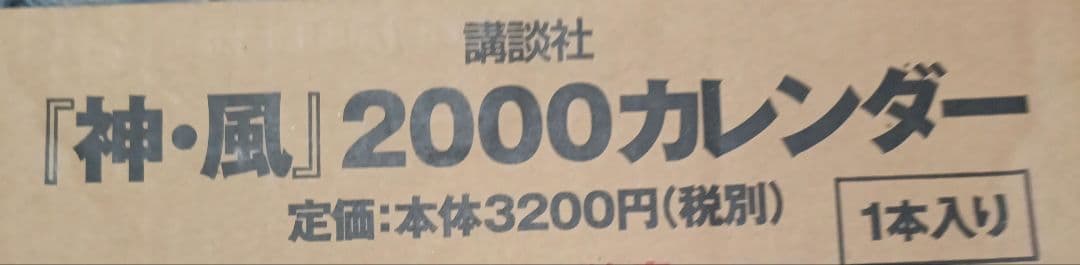 講談社
『神・風』2000カレンダー
定価:本体3200円(税別)
1本入り